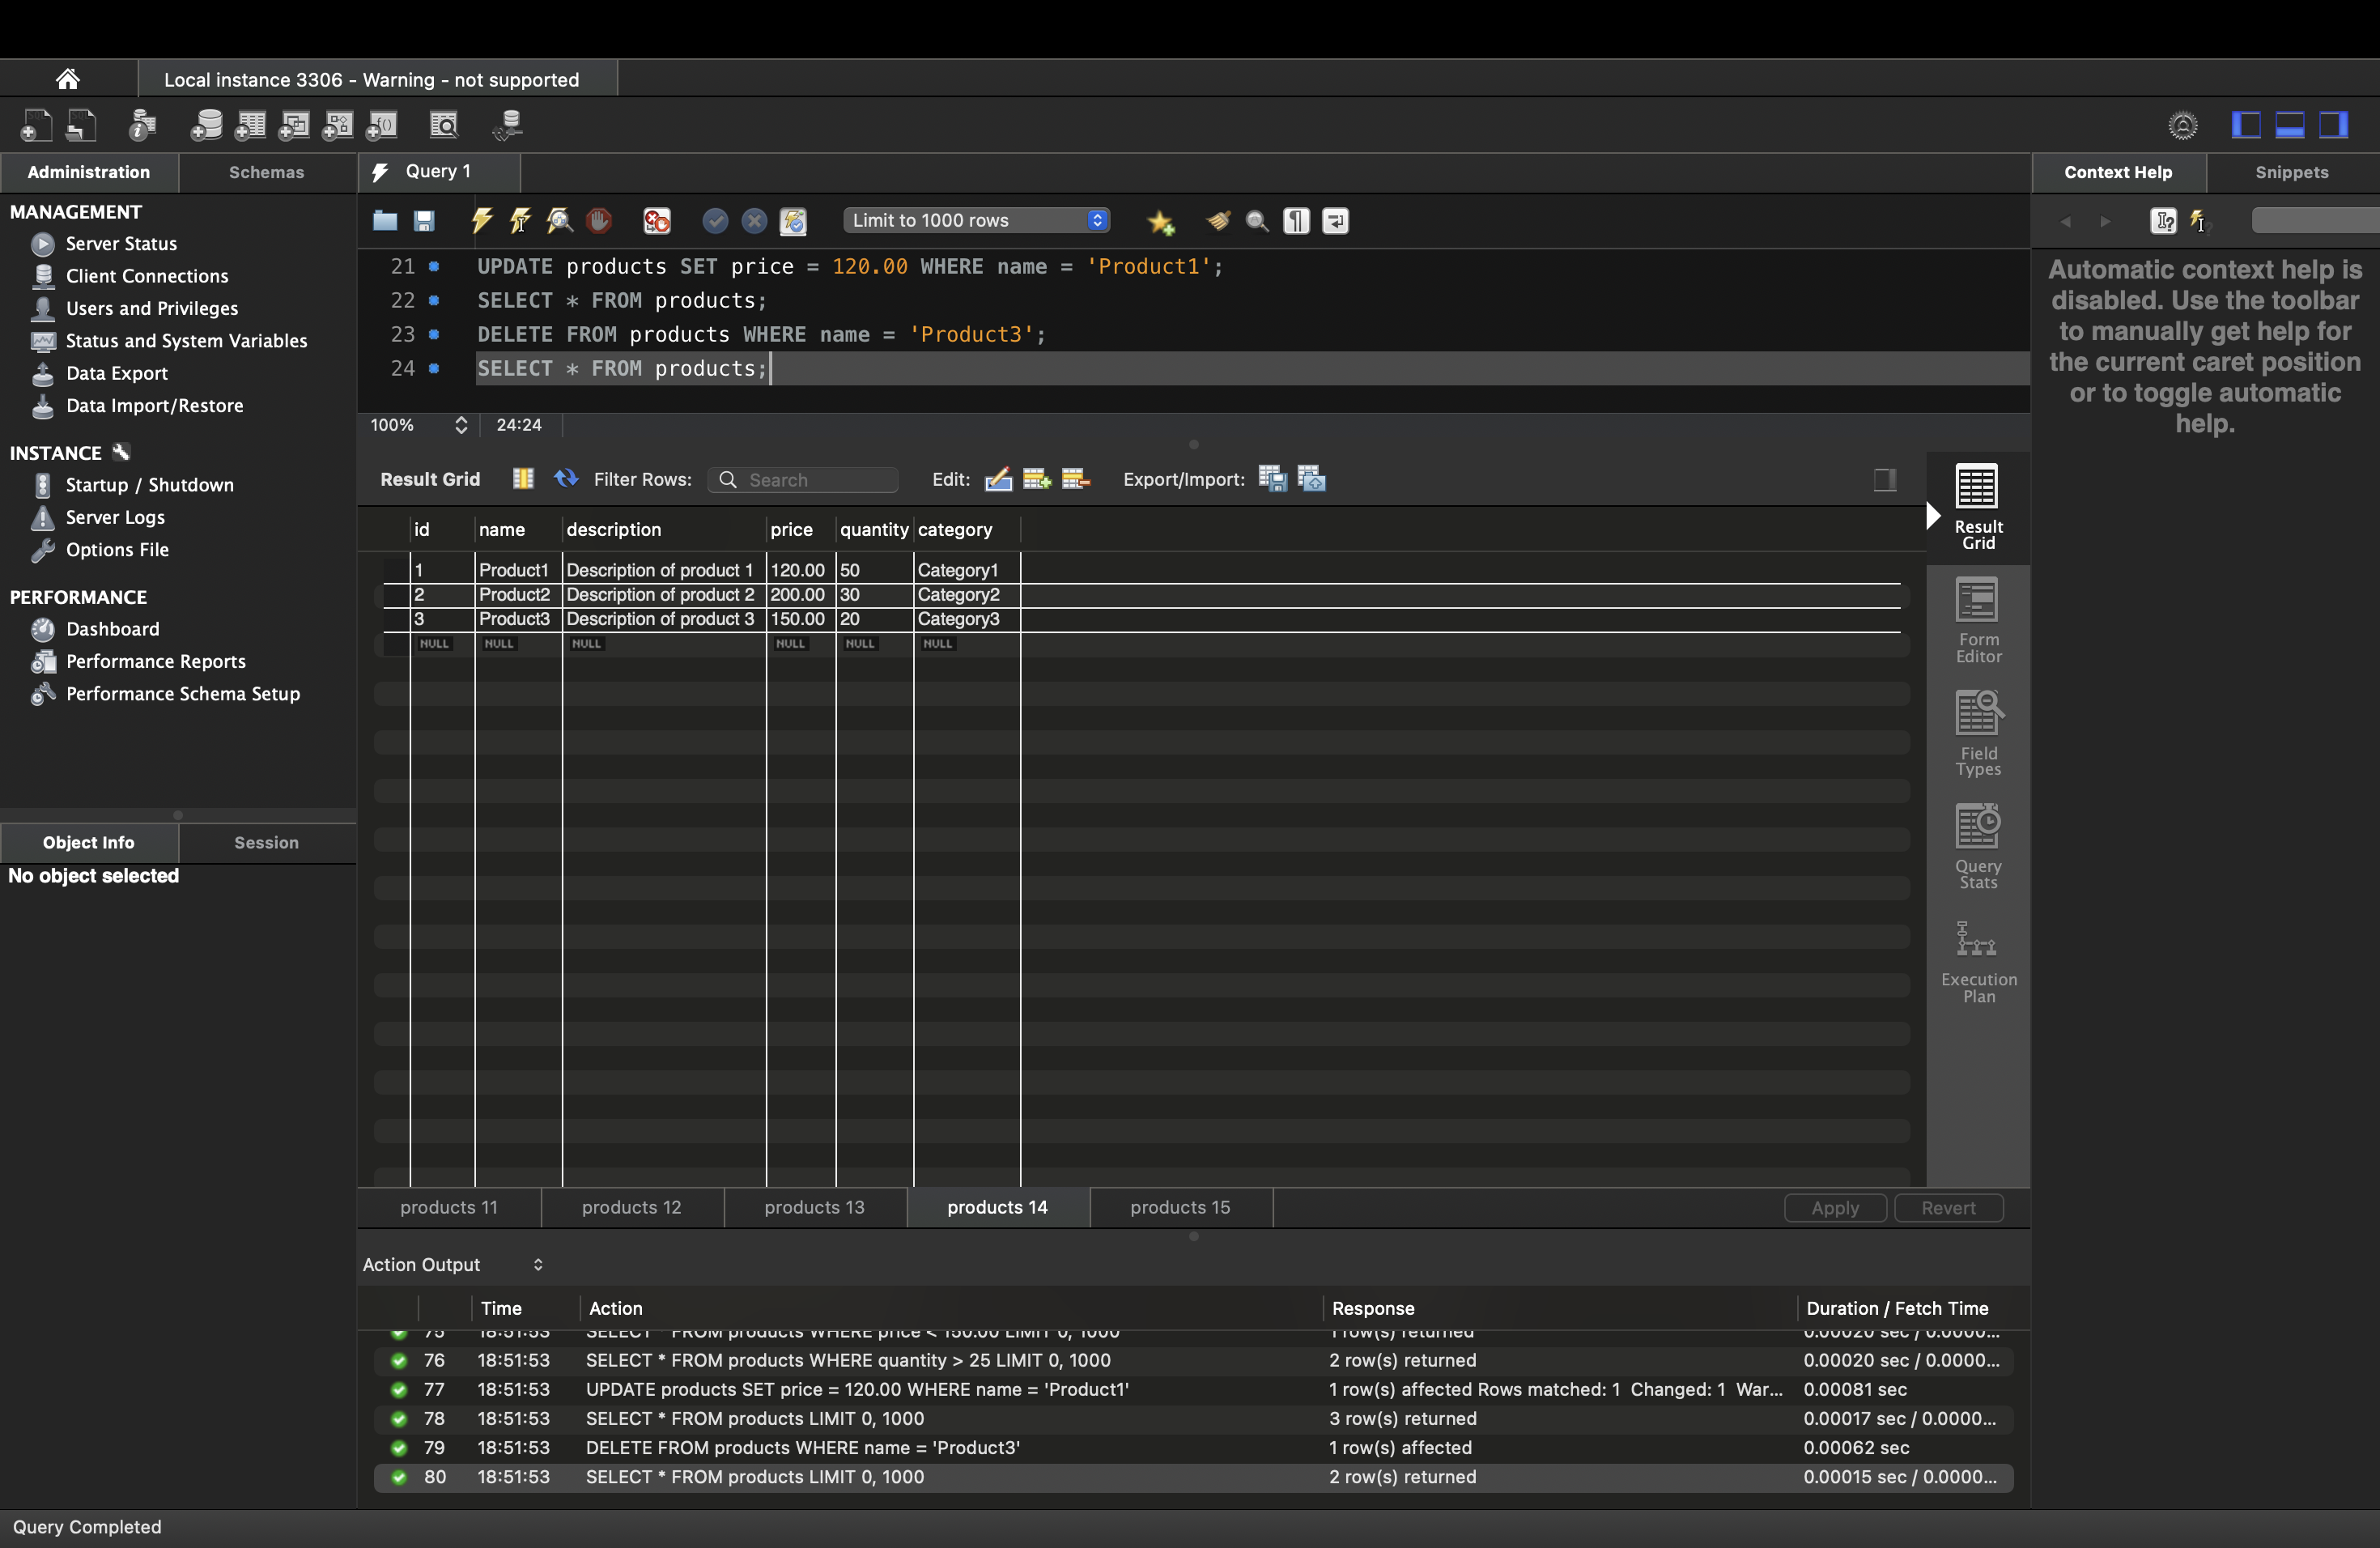 Local instance 3306 - Warning - not supported
Administration
Schemas
MANAGEMENT
Server Status
Client Connections
Users and Privileges
Status and System Variables
Data Export
Data Import/Restore
INSTANCE
Startup / Shutdown
Server Logs
Options File
PERFORMANCE
Dashboard
Performance Reports
Performance Schema Setup
Object Info
Session
No object selected
Query 1
Limit to 1000 rows
21 UPDATE products SET price = 120.00 WHERE name = 'Product1';
22 SELECT * FROM products;
23 DELETE FROM products WHERE name = 'Product3';
24 SELECT * FROM products;
100% 24:24
Result Grid Filter Rows: Search Edit: Export/Import:
id name description price quantity category
1 Product1 Description of product 1 120.00 50 Category1
2 Product2 Description of product 2 200.00 30 Category2
3 Product3 Description of product 3 150.00 20 Category3
NULL NULL NULL NULL NULL NULL
Result
Grid
Form
Editor
Field
Types
Query
Stats
Execution
Plan
products 11 products 12 products 13 products 14 products 15 Apply Revert
Action Output
Time Action Response Duration / Fetch Time
75 18:51:53 SELECT * FROM products WHERE price < 150.00 LIMIT 0, 1000 1 row(s) returned 0.00020 sec / 0.0000...
76 18:51:53 SELECT * FROM products WHERE quantity > 25 LIMIT 0, 1000 2 row(s) returned 0.00020 sec / 0.0000...
77 18:51:53 UPDATE products SET price = 120.00 WHERE name = 'Product1' 1 row(s) affected Rows matched: 1 Changed: 1 War... 0.00081 sec
78 18:51:53 SELECT * FROM products LIMIT 0, 1000 3 row(s) returned 0.00017 sec / 0.0000...
79 18:51:53 DELETE FROM products WHERE name = 'Product3' 1 row(s) affected 0.00062 sec
80 18:51:53 SELECT * FROM products LIMIT 0, 1000 2 row(s) returned 0.00015 sec / 0.0000...
Context Help
Snippets
Automatic context help is
disabled. Use the toolbar
to manually get help for
the current caret position
or to toggle automatic
help.
Query Completed